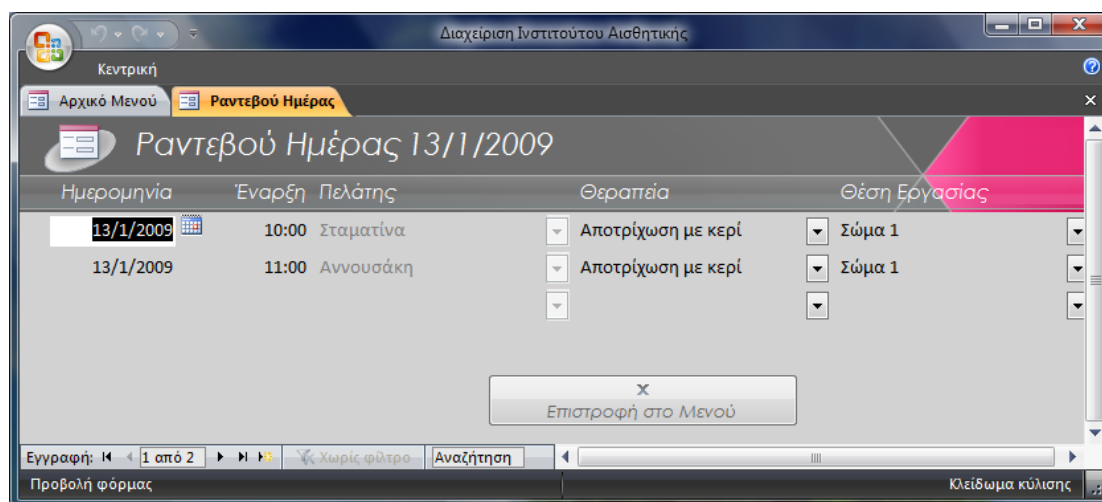 Διαχείριση Ινστιτούτου Αισθητικής
Κεντρική
Αρχικό Μενού Ραντεβού Ημέρας
Ραντεβού Ημέρας 13/1/2009
Ημερομηνία Έναρξη Πελάτης Θεραπεία Θέση Εργασίας
13/1/2009 10:00 Σταματίνα Αποτρίχωση με κερί Σώμα 1
13/1/2009 11:00 Αννουσάκη Αποτρίχωση με κερί Σώμα 1
Επιστροφή στο Μενού
Εγγραφή: 1 από 2 Χωρίς φίλτρο Αναζήτηση
Προβολή φόρμας Κλείδωμα κύλισης